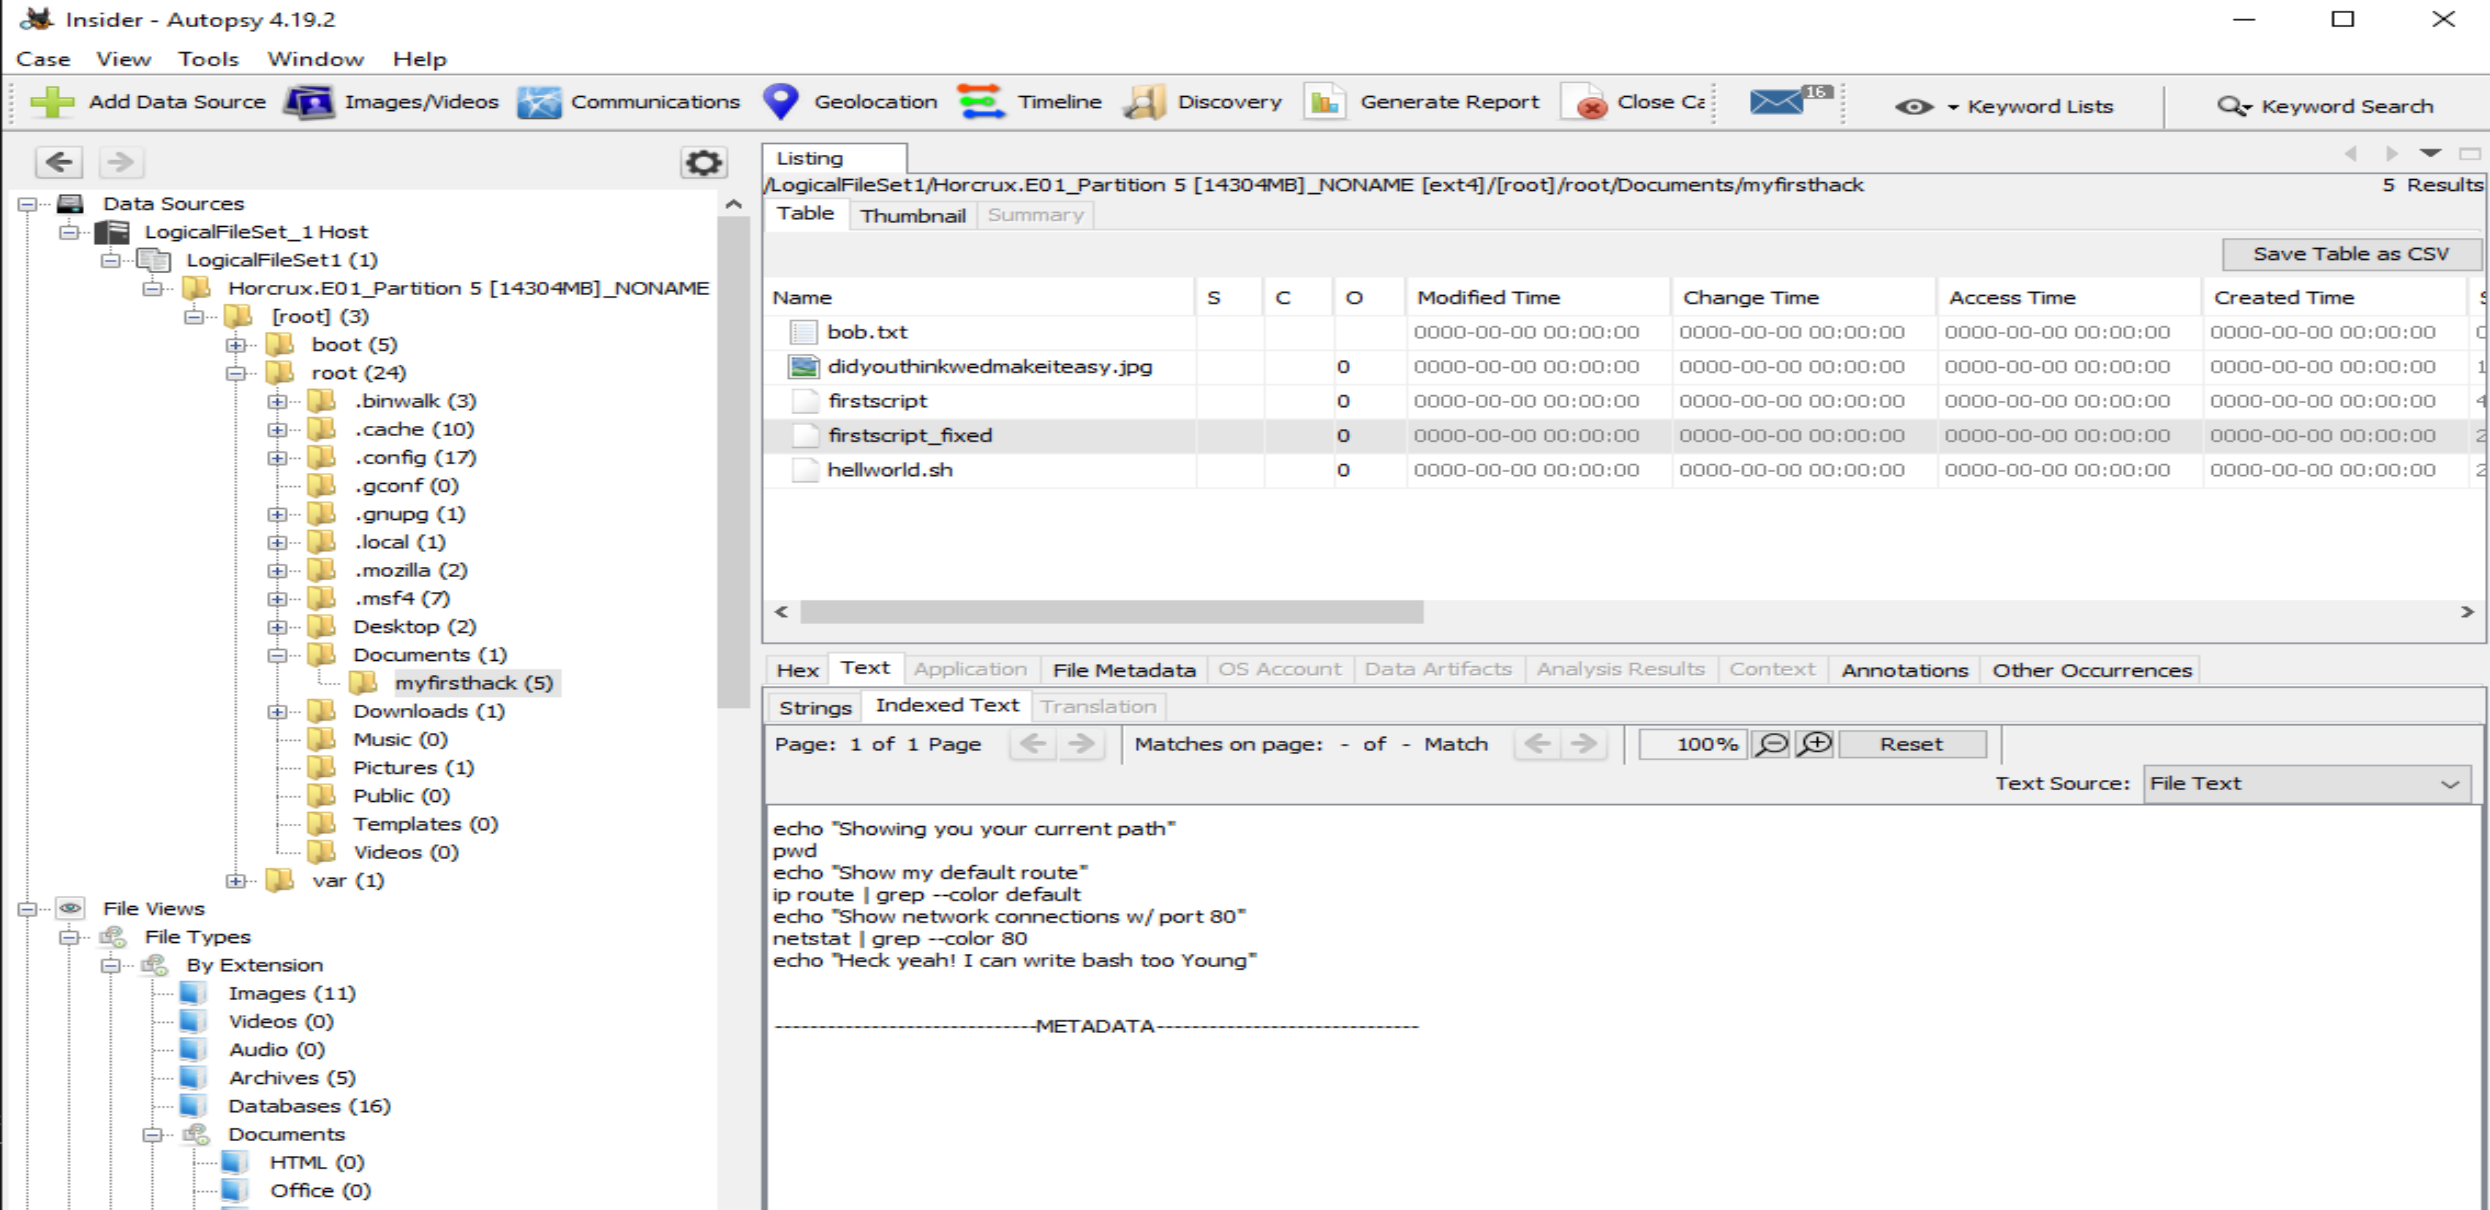 Insider - Autopsy 4.19.2
Case View Tools Window Help
Add Data Source Images/Videos Communications Geolocation Timeline Discovery Generate Report Close Ca 16 Keyword Lists Keyword Search
Data Sources
LogicalFileSet_1 Host
LogicalFileSet1 (1)
Horcrux.E01_Partition 5 [14304MB]_NONAME
[root] (3)
boot (5)
root (24)
.binwalk (3)
.cache (10)
.config (17)
.gconf (0)
.gnupg (1)
.local (1)
.mozilla (2)
.msf4 (7)
Desktop (2)
Documents (1)
myfirsthack (5)
Downloads (1)
Music (0)
Pictures (1)
Public (0)
Templates (0)
Videos (0)
var (1)
File Views
File Types
By Extension
Images (11)
Videos (0)
Audio (0)
Archives (5)
Databases (16)
Documents
HTML (0)
Office (0)
Listing
/LogicalFileSet1/Horcrux.E01_Partition 5 [14304MB]_NONAME [ext4]/[root]/root/Documents/myfirsthack 5 Results
Table Thumbnail Summary
Save Table as CSV
Name S C O Modified Time Change Time Access Time Created Time
bob.txt 0000-00-00 00:00:00 0000-00-00 00:00:00 0000-00-00 00:00:00 0000-00-00 00:00:00
didyouthinkwedmakeiteasy.jpg 0 0000-00-00 00:00:00 0000-00-00 00:00:00 0000-00-00 00:00:00 0000-00-00 00:00:00 1
firstscript 0 0000-00-00 00:00:00 0000-00-00 00:00:00 0000-00-00 00:00:00 0000-00-00 00:00:00 4
firstscript_fixed 0 0000-00-00 00:00:00 0000-00-00 00:00:00 0000-00-00 00:00:00 0000-00-00 00:00:00 2
hellworld.sh 0 0000-00-00 00:00:00 0000-00-00 00:00:00 0000-00-00 00:00:00 0000-00-00 00:00:00 2
Hex Text Application File Metadata OS Account Data Artifacts Analysis Results Context Annotations Other Occurrences
Strings Indexed Text Translation
Page: 1 of 1 Page Matches on page: - of - Match 100% Reset
Text Source: File Text
echo "Showing you your current path"
pwd
echo "Show my default route"
ip route | grep --color default
echo "Show network connections w/ port 80"
netstat | grep --color 80
echo "Heck yeah! I can write bash too Young"
------------------------------METADATA------------------------------